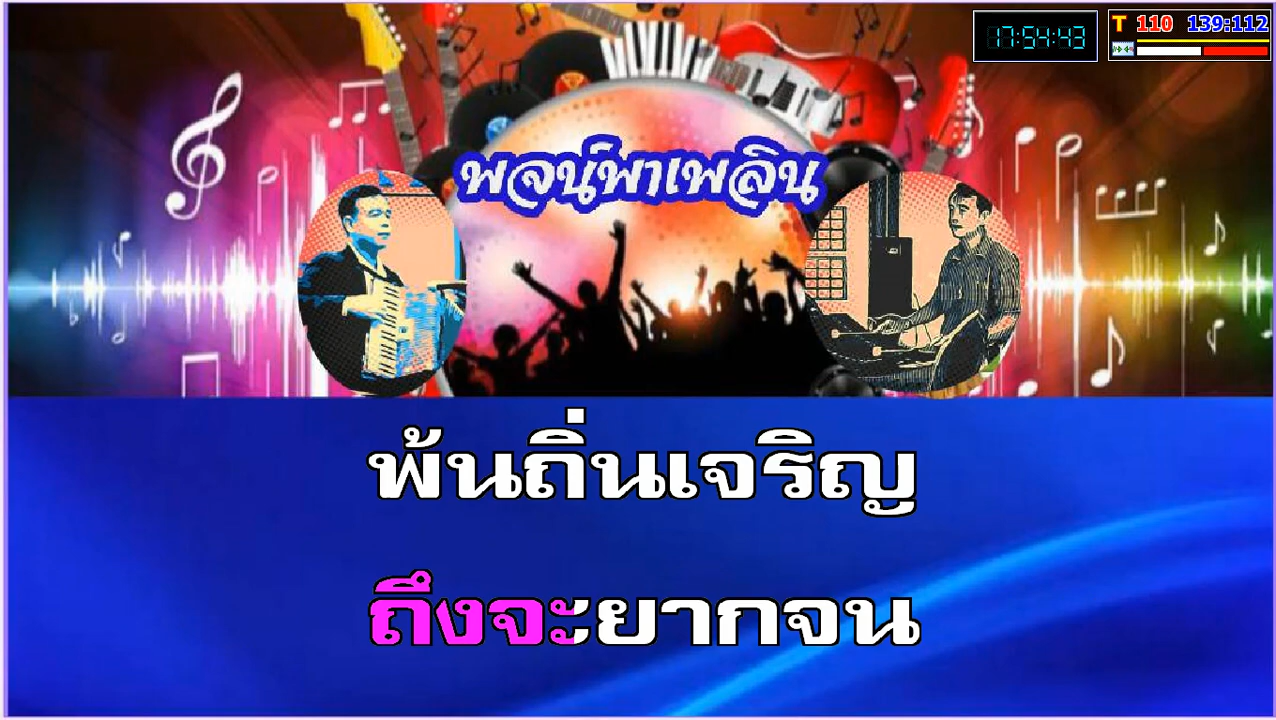 17:54:43
T 110 139:112
พจน์พาเพลิน
พ้นถิ่นเจริญ
ถึงจะยากจน